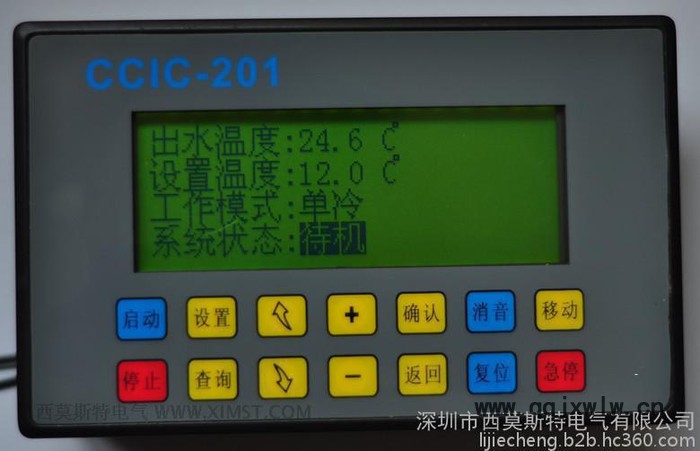 CCIC-201
出水温度:24.6 C°
设置温度:12.0 C°
工作模式:单冷
系统状态:待机
启动 设置 + 确认 消音 移动
停止 查询 - 返回 复位 急停
西莫斯特电气 WWW.XIMST.COM
www.qqjxwlw.cn
深圳市西莫斯特电气有限公司
lijiecheng.b2b.hc360.com